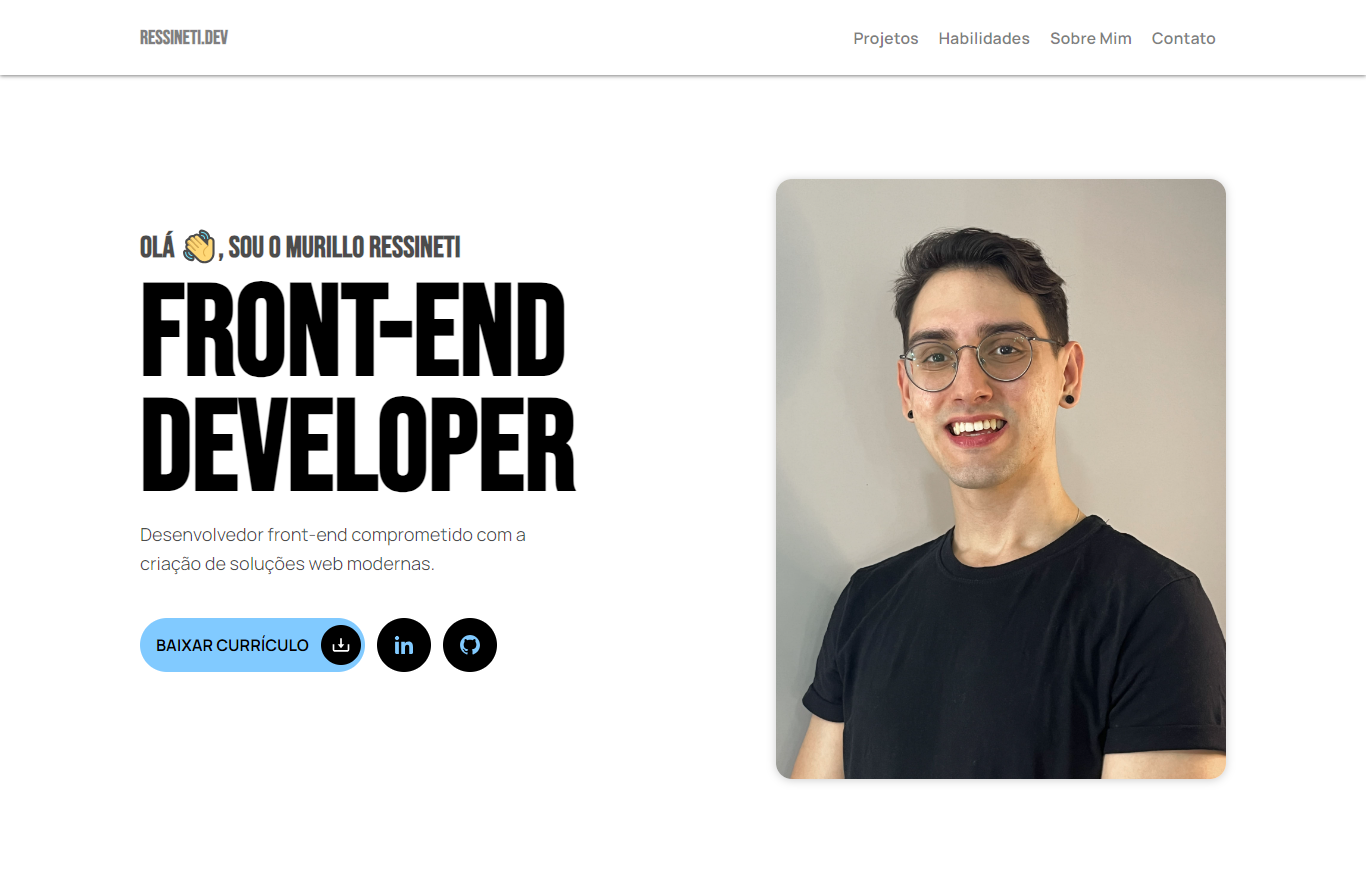 RESSINETI.DEV
Projetos Habilidades Sobre Mim Contato
OLÁ 👋, SOU O MURILLO RESSINETI
FRONT-END
DEVELOPER
Desenvolvedor front-end comprometido com a
criação de soluções web modernas.
BAIXAR CURRÍCULO
in